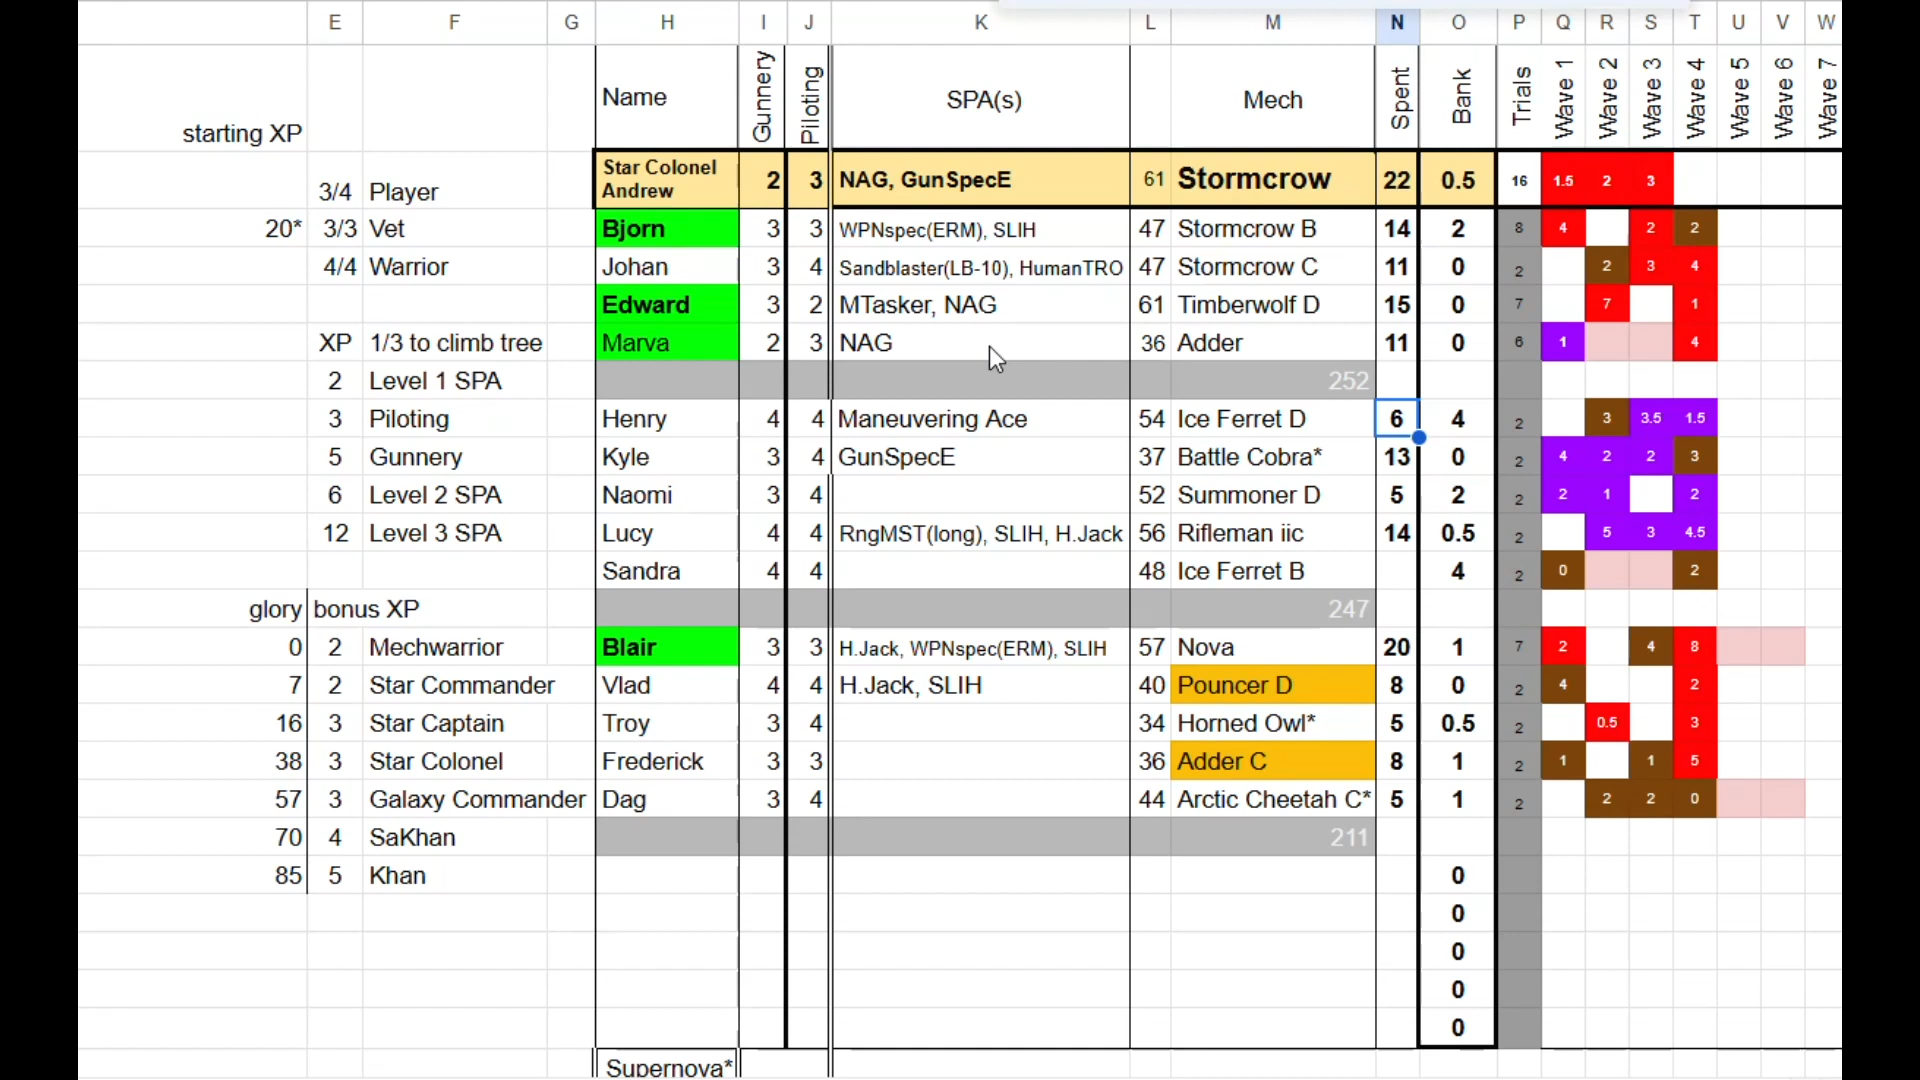 E F G H I J K L M N O P Q R S T U V W
starting XP Name Gunnery Piloting SPA(s) Mech Spent Bank Trials Wave 1 Wave 2 Wave 3 Wave 4 Wave 5 Wave 6 Wave 7
3/4 Player Star Colonel Andrew 2 3 NAG, GunSpecE 61 Stormcrow 22 0.5 16 1.5 2 3
20* 3/3 Vet Bjorn 3 3 WPNspec(ERM), SLIH 47 Stormcrow B 14 2 8 4 2 2
4/4 Warrior Johan 3 4 Sandblaster(LB-10), HumanTRO 47 Stormcrow C 11 0 2 2 3 4
Edward 3 2 MTasker, NAG 61 Timberwolf D 15 0 7 7 1
XP 1/3 to climb tree Marva 2 3 NAG 36 Adder 11 0 6 1 4
2 Level 1 SPA 252
3 Piloting Henry 4 4 Maneuvering Ace 54 Ice Ferret D 6 4 2 3 3.5 1.5
5 Gunnery Kyle 3 4 GunSpecE 37 Battle Cobra* 13 0 2 4 2 2 3
6 Level 2 SPA Naomi 3 4 52 Summoner D 5 2 2 2 1 2
12 Level 3 SPA Lucy 4 4 RngMST(long), SLIH, H.Jack 56 Rifleman iic 14 0.5 2 5 3 4.5
Sandra 4 4 48 Ice Ferret B 4 2 0 2
glory bonus XP 247
0 2 Mechwarrior Blair 3 3 H.Jack, WPNspec(ERM), SLIH 57 Nova 20 1 7 2 4 8
7 2 Star Commander Vlad 4 4 H.Jack, SLIH 40 Pouncer D 8 0 2 4 2
16 3 Star Captain Troy 3 4 34 Horned Owl* 5 0.5 2 0.5 3
38 3 Star Colonel Frederick 3 3 36 Adder C 8 1 2 1 1 5
57 3 Galaxy Commander Dag 3 4 44 Arctic Cheetah C* 5 1 2 2 2 0
70 4 SaKhan 211
85 5 Khan 0
0
0
0
0
Supernova*